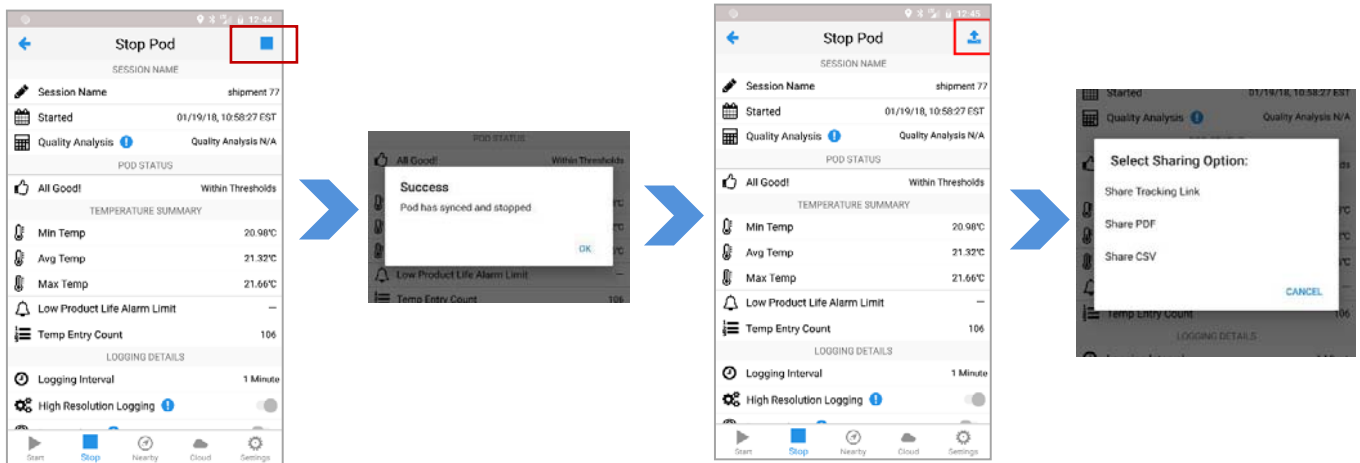 12:44
Stop Pod
SESSION NAME
Session Name shipment 77
Started 01/19/18, 10:58:27 EST
Quality Analysis Quality Analysis N/A
POD STATUS
All Good! Within Thresholds
TEMPERATURE SUMMARY
Min Temp 20.98°C
Avg Temp 21.32°C
Max Temp 21.66°C
Low Product Life Alarm Limit –
Temp Entry Count 106
LOGGING DETAILS
Logging Interval 1 Minute
High Resolution Logging
Start Stop Nearby Cloud Settings
POD STATUS
All Good! Within Thresholds
Success
Pod has synced and stopped
OK
Low Product Life Alarm Limit –
Temp Entry Count 106
12:45
Stop Pod
SESSION NAME
Session Name shipment 77
Started 01/19/18, 10:58:27 EST
Quality Analysis Quality Analysis N/A
POD STATUS
All Good! Within Thresholds
TEMPERATURE SUMMARY
Min Temp 20.98°C
Avg Temp 21.32°C
Max Temp 21.66°C
Low Product Life Alarm Limit –
Temp Entry Count 106
LOGGING DETAILS
Logging Interval 1 Minute
High Resolution Logging
Start Stop Nearby Cloud Settings
Started 01/19/18, 10:58:27 EST
Quality Analysis Quality Analysis N/A
Select Sharing Option:
Share Tracking Link
Share PDF
Share CSV
CANCEL
Temp Entry Count 106
LOGGING DETAILS